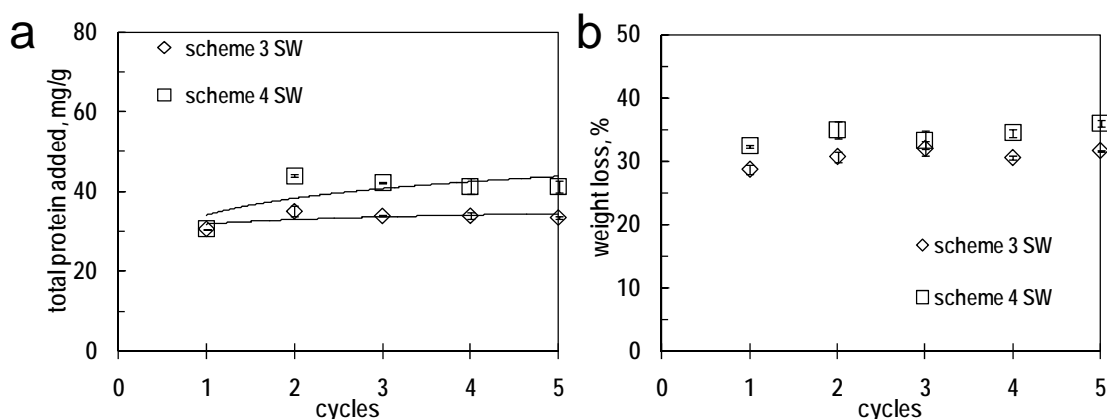 a
total protein added, mg/g
80
60
40
20
0
scheme 3 SW
scheme 4 SW
0 1 2 3 4 5
cycles
b
weight loss, %
50
40
30
20
10
0
scheme 3 SW
scheme 4 SW
0 1 2 3 4 5
cycles